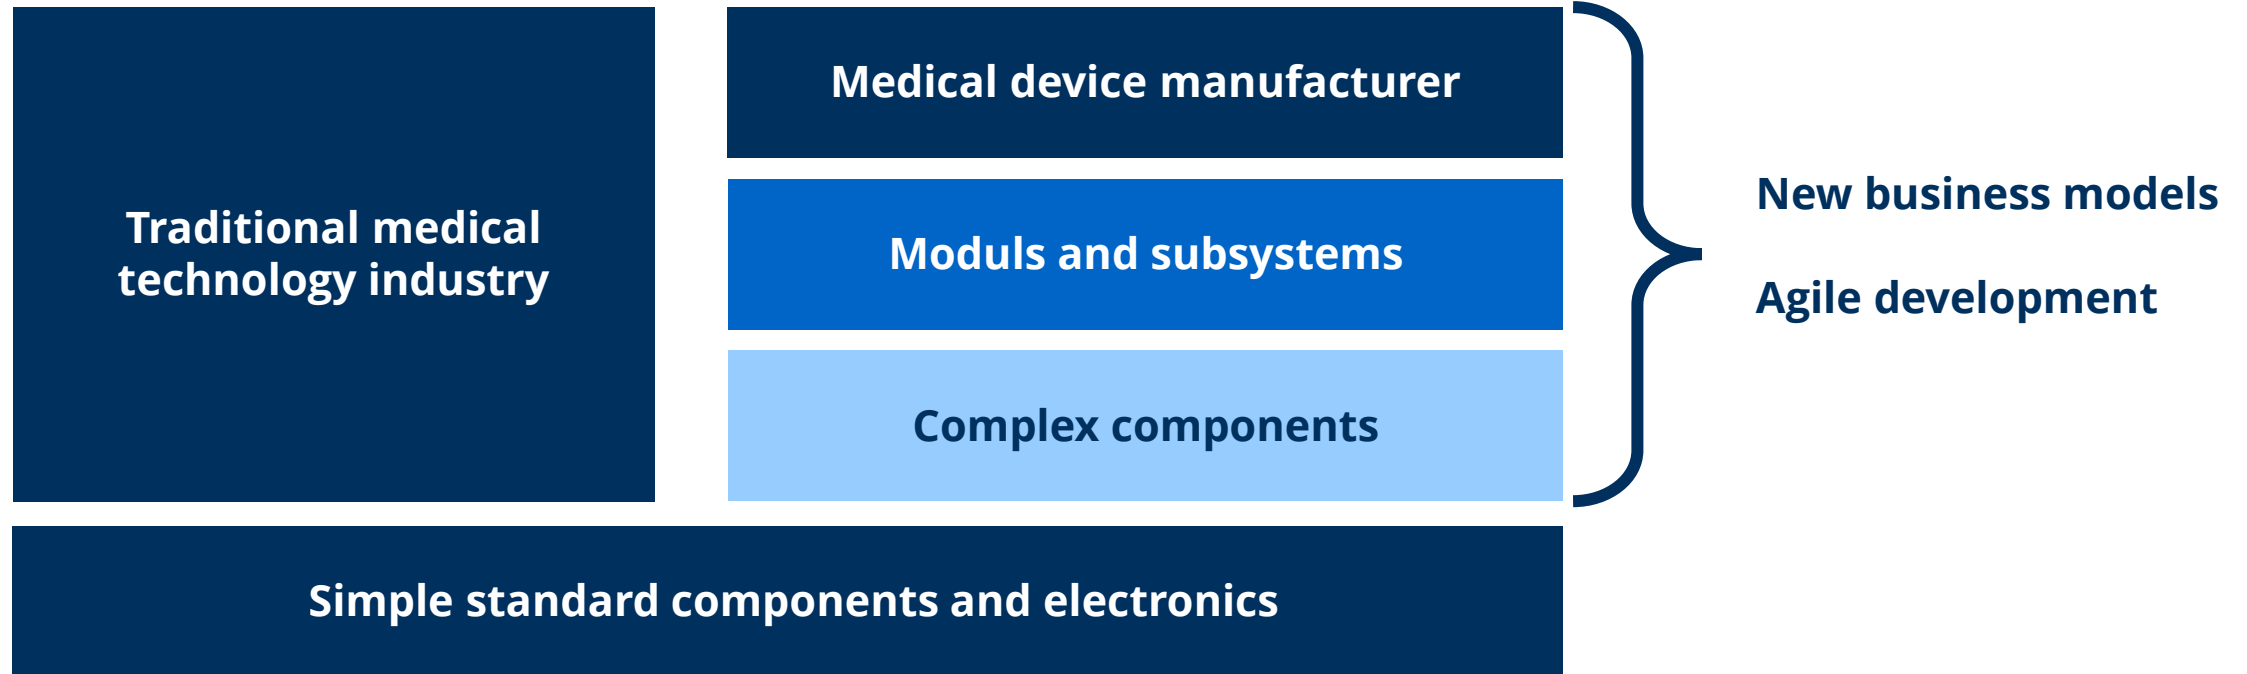 Traditional medical
technology industry
Medical device manufacturer
Moduls and subsystems
Complex components
New business models
Agile development
Simple standard components and electronics